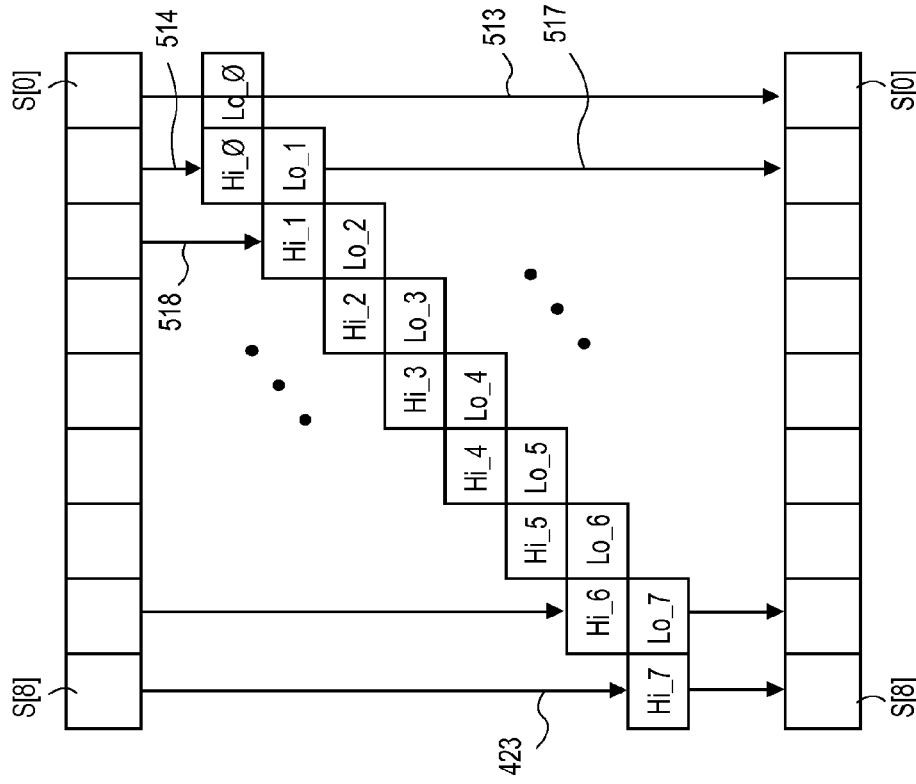 S[8]
S[0]
518
514
Hi_Ø Lo_Ø
Hi_1 Lo_1
Hi_2 Lo_2
Hi_3 Lo_3
Hi_4 Lo_4
423
513
Hi_5 Lo_5
517
Hi_6 Lo_6
Hi_7 Lo_7
S[8]
S[0]